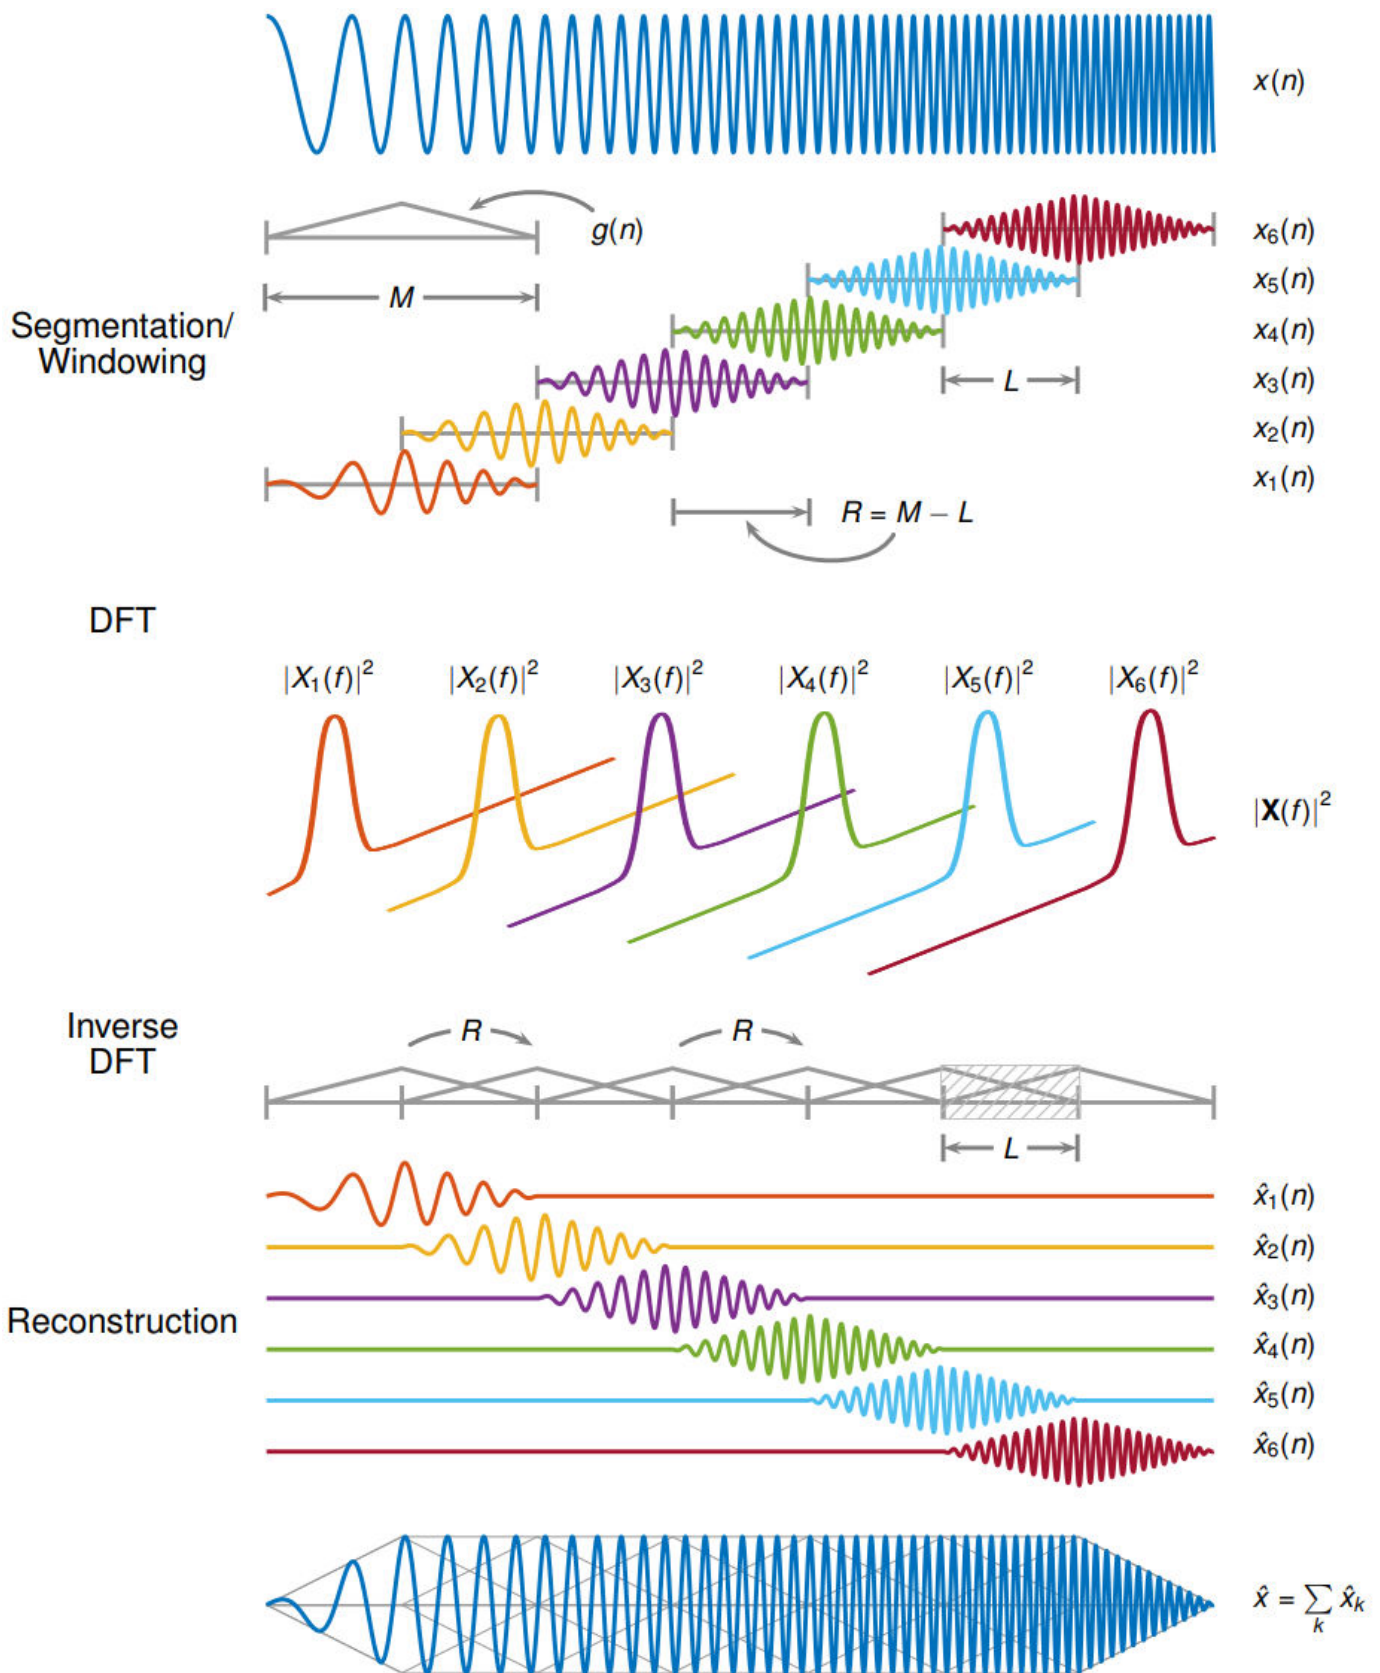 x(n)
g(n)
x₆(n)
x₅(n)
M
Segmentation/
Windowing
x₄(n)
x₃(n)
L
x₂(n)
x₁(n)
R = M − L
DFT
|X₁(f)|² |X₂(f)|² |X₃(f)|² |X₄(f)|² |X₅(f)|² |X₆(f)|²
|X(f)|²
Inverse
DFT
R R
L
x̂₁(n)
x̂₂(n)
x̂₃(n)
Reconstruction
x̂₄(n)
x̂₅(n)
x̂₆(n)
x̂ = ∑ₖ x̂ₖ